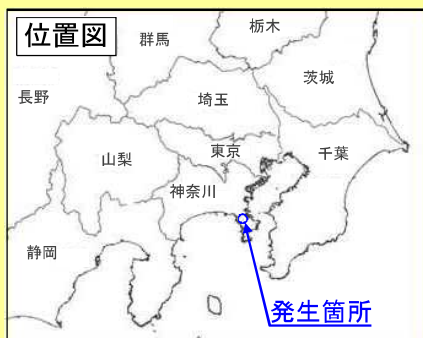 位置図
栃木
群馬
茨城
長野
埼玉
東京
千葉
山梨
神奈川
静岡
発生箇所